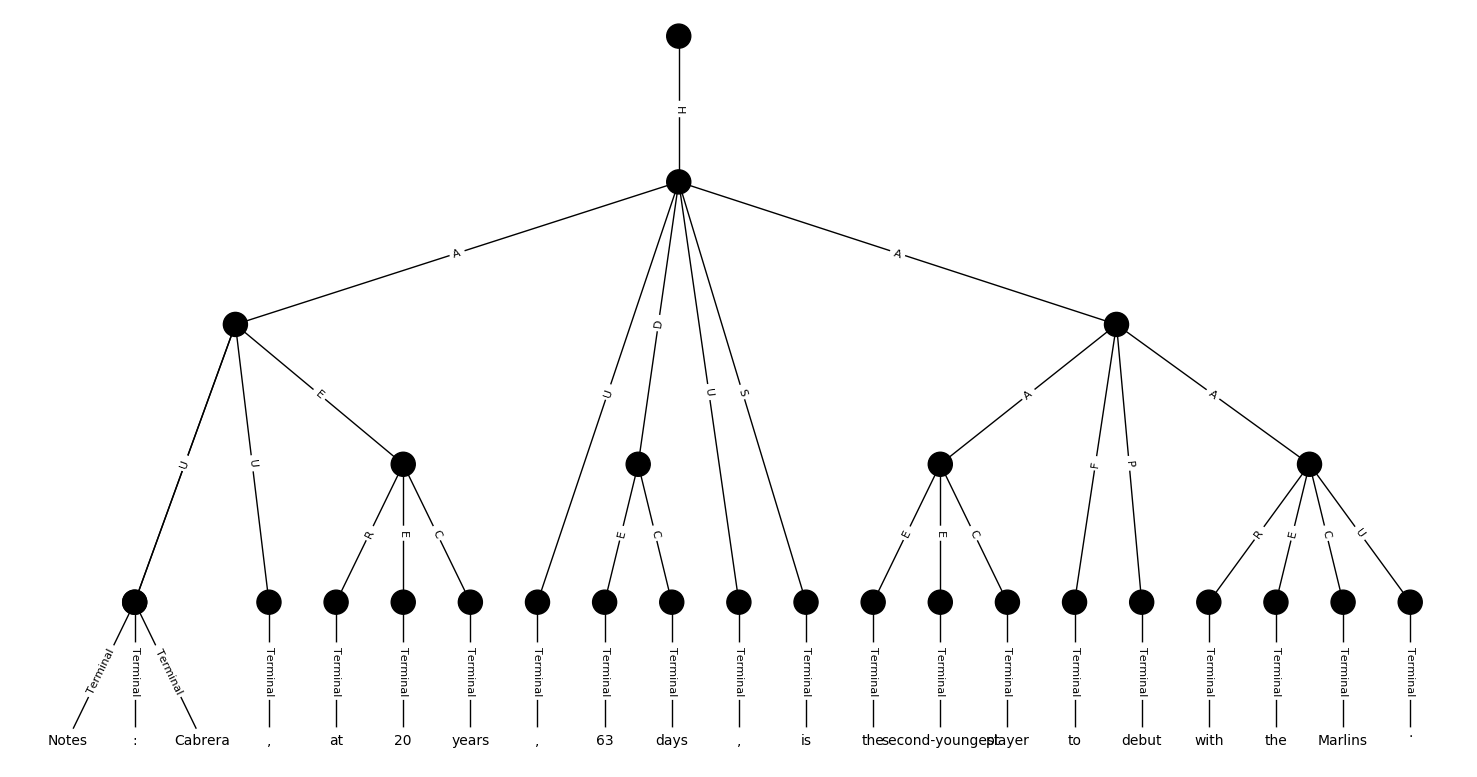 H
A A
D
U U S
E A A
U U F P
R E C E C E E C R E C U
Terminal Terminal Terminal Terminal Terminal Terminal Terminal Terminal Terminal Terminal Terminal Terminal Terminal Terminal Terminal Terminal Terminal Terminal Terminal Terminal Terminal
Notes : Cabrera , at 20 years , 63 days , is the second-youngest player to debut with the Marlins .